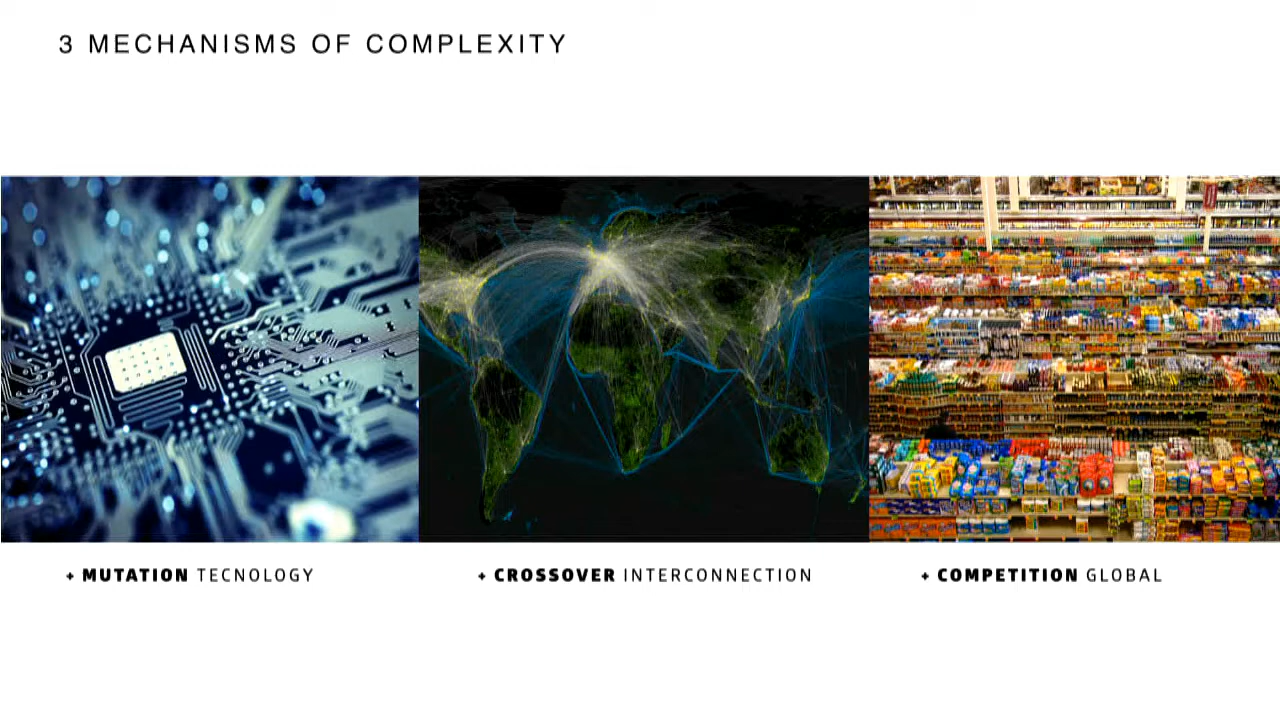 3 MECHANISMS OF COMPLEXITY
+ MUTATION TECNOLOGY
+ CROSSOVER INTERCONNECTION
+ COMPETITION GLOBAL